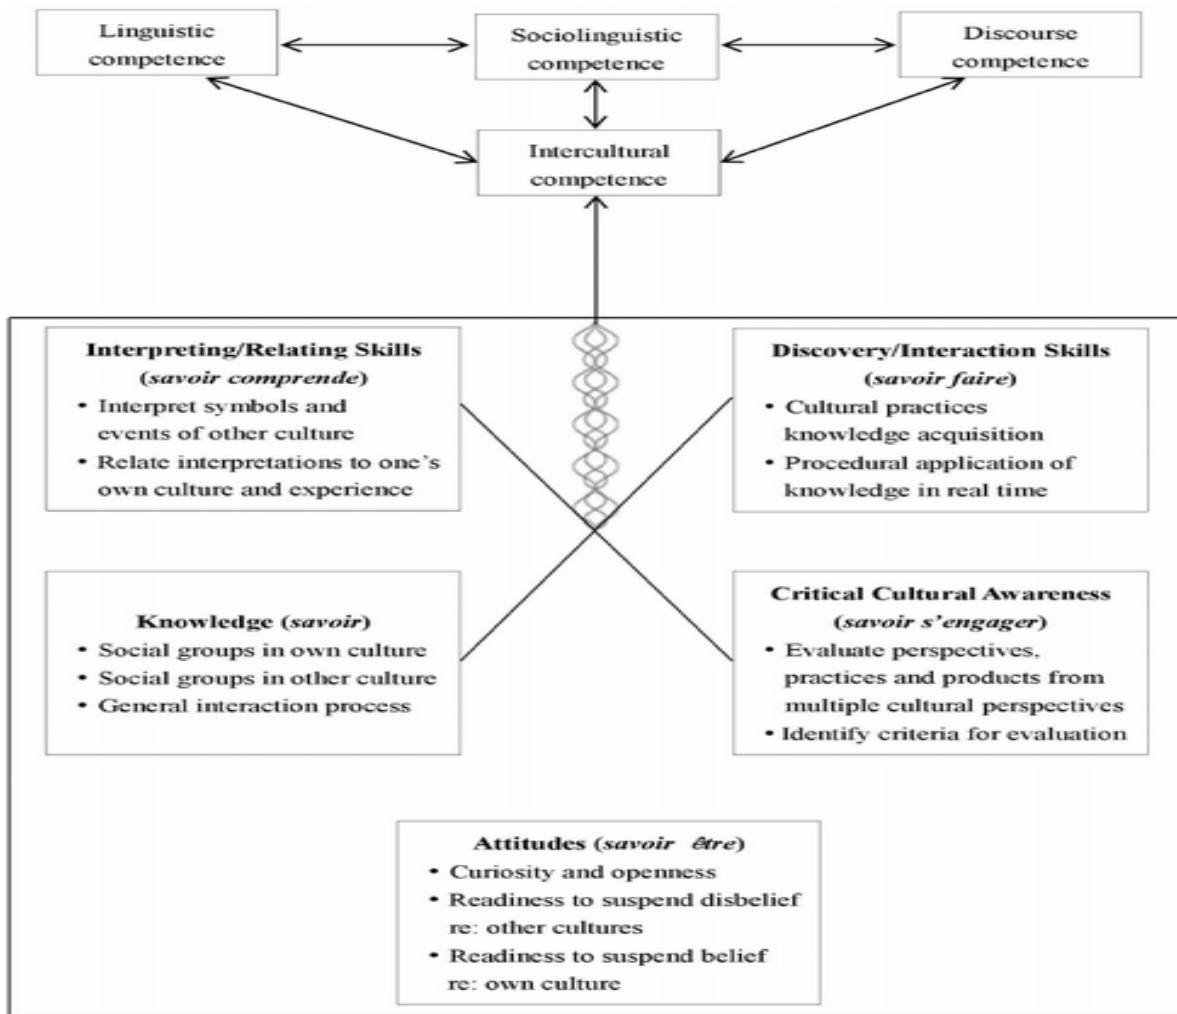 Linguistic
competence
Sociolinguistic
competence
Discourse
competence
Intercultural
competence
Interpreting/Relating Skills
(savoir comprende)
• Interpret symbols and
events of other culture
• Relate interpretations to one's
own culture and experience
Discovery/Interaction Skills
(savoir faire)
• Cultural practices
knowledge acquisition
• Procedural application of
knowledge in real time
Knowledge (savoir)
• Social groups in own culture
• Social groups in other culture
• General interaction process
Critical Cultural Awareness
(savoir s'engager)
• Evaluate perspectives,
practices and products from
multiple cultural perspectives
• Identify criteria for evaluation
Attitudes (savoir être)
• Curiosity and openness
• Readiness to suspend disbelief
re: other cultures
• Readiness to suspend belief
re: own culture